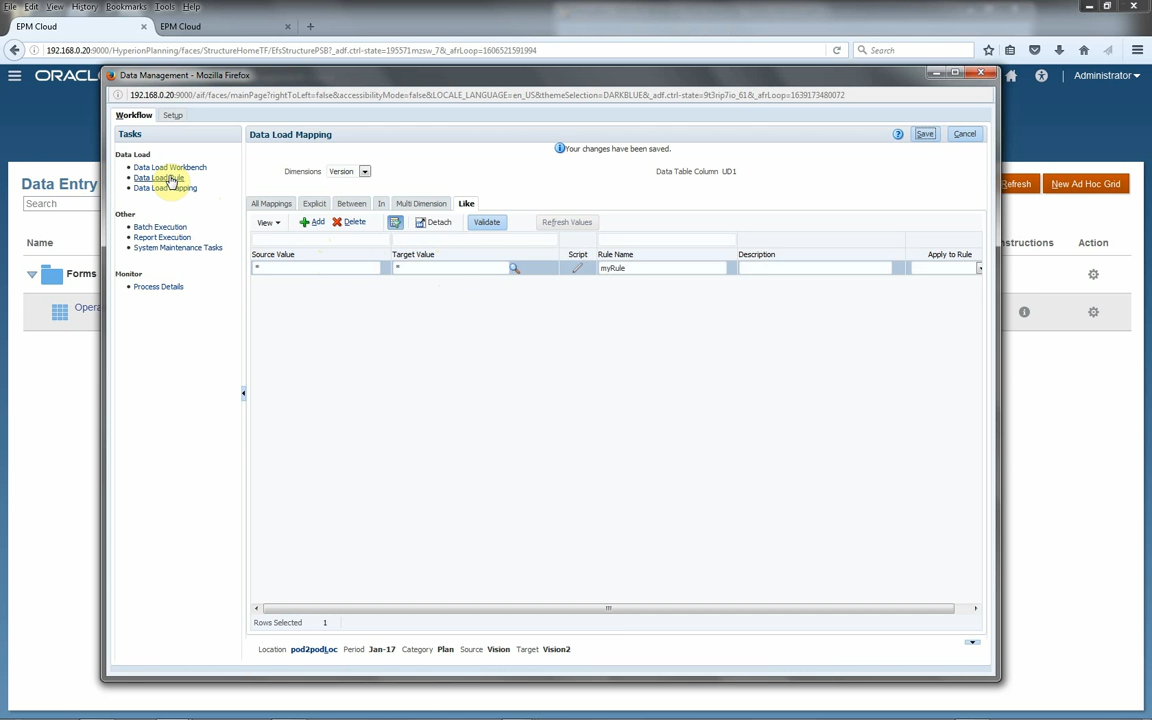 File Edit View History Bookmarks Tools Help
EPM Cloud
EPM Cloud
192.168.0.20:9000/HyperionPlanning/faces/StructureHomeTF/EfsStructurePSB?_adf.ctrl-state=195571mzsw_7&_afrLoop=1606521591994
Search
ORACL
Data Management - Mozilla Firefox
Administrator
192.168.0.20:9000/aif/faces/mainPage?rightToLeft=false&accessibilityMode=false&LOCALE_LANGUAGE=en_US&themeSelection=DARKBLUE&_adf.ctrl-state=9t3rip7io_61&_afrLoop=1639173480072
Workflow Setup
Tasks
Data Load Mapping
Save Cancel
Your changes have been saved.
Data Load
Data Load Workbench
Data Load Rule
Data Load Mapping
Dimensions Version
Data Table Column UD1
Data Entry
Refresh
New Ad Hoc Grid
Search
All Mappings Explicit Between In Multi Dimension Like
Other
Batch Execution
Report Execution
System Maintenance Tasks
View Add Delete Detach Validate Refresh Values
Name
nstructions Action
Source Value Target Value Script Rule Name Description Apply to Rule
* * myRule
Forms
Monitor
Process Details
Opera
Rows Selected 1
Location pod2podLoc Period Jan-17 Category Plan Source Vision Target Vision2